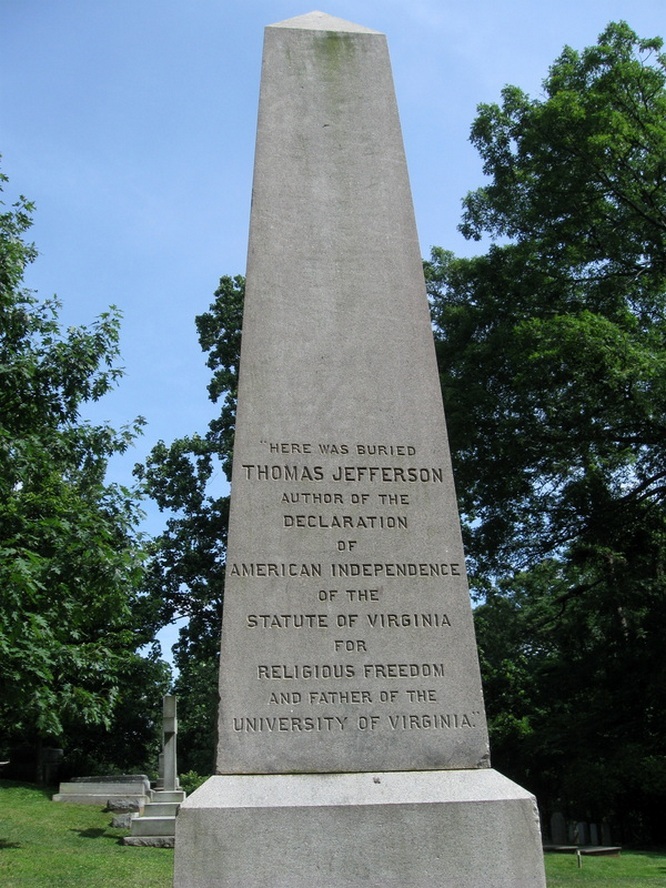 "HERE WAS BURIED
THOMAS JEFFERSON
AUTHOR OF THE
DECLARATION
OF
AMERICAN INDEPENDENCE
OF THE
STATUTE OF VIRGINIA
FOR
RELIGIOUS FREEDOM
AND FATHER OF THE
UNIVERSITY OF VIRGINIA."